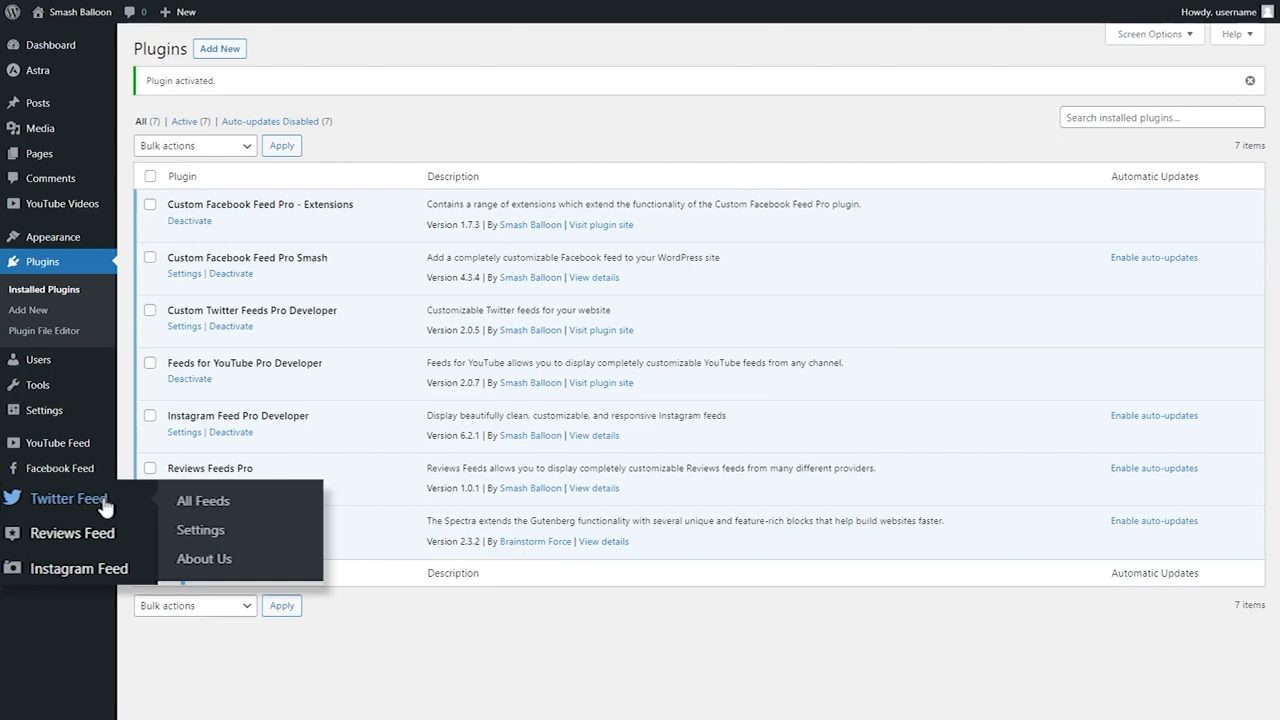 Smash Balloon 0 + New Howdy, username
Dashboard
Astra
Posts
Media
Pages
Comments
YouTube Videos
Appearance
Plugins
Installed Plugins
Add New
Plugin File Editor
Users
Tools
Settings
YouTube Feed
Facebook Feed
Twitter Feed
Reviews Feed
Instagram Feed
All Feeds
Settings
About Us
Screen Options
Help
Plugins Add New
Plugin activated.
All (7) | Active (7) | Auto-updates Disabled (7)
Search installed plugins...
Bulk actions Apply 7 items
Plugin Description Automatic Updates
Custom Facebook Feed Pro - Extensions
Deactivate
Contains a range of extensions which extend the functionality of the Custom Facebook Feed Pro plugin.
Version 1.7.3 | By Smash Balloon | Visit plugin site
Custom Facebook Feed Pro Smash
Settings | Deactivate
Add a completely customizable Facebook feed to your WordPress site
Version 4.3.4 | By Smash Balloon | View details
Enable auto-updates
Custom Twitter Feeds Pro Developer
Settings | Deactivate
Customizable Twitter feeds for your website
Version 2.0.5 | By Smash Balloon | Visit plugin site
Feeds for YouTube Pro Developer
Deactivate
Feeds for YouTube allows you to display completely customizable YouTube feeds from any channel.
Version 2.0.7 | By Smash Balloon | Visit plugin site
Instagram Feed Pro Developer
Settings | Deactivate
Display beautifully clean, customizable, and responsive Instagram feeds
Version 6.2.1 | By Smash Balloon | View details
Enable auto-updates
Reviews Feeds Pro
Reviews Feeds allows you to display completely customizable Reviews feeds from many different providers.
Version 1.0.1 | By Smash Balloon | Visit plugin site
Enable auto-updates
The Spectra extends the Gutenberg functionality with several unique and feature-rich blocks that help build websites faster.
Version 2.3.2 | By Brainstorm Force | View details
Enable auto-updates
Description Automatic Updates
Bulk actions Apply 7 items